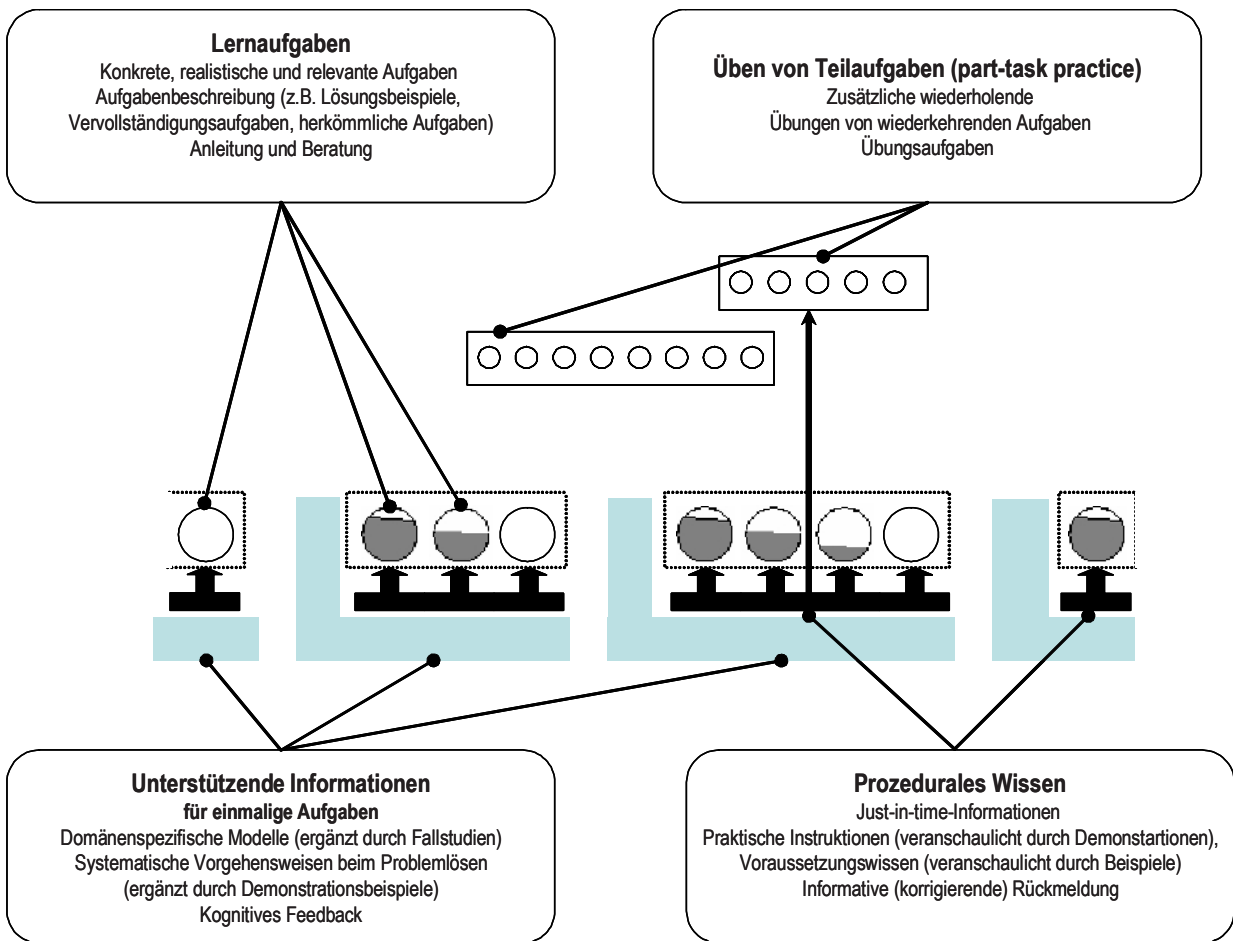 Lernaufgaben
Konkrete, realistische und relevante Aufgaben
Aufgabenbeschreibung (z.B. Lösungsbeispiele,
Vervollständigungsaufgaben, herkömmliche Aufgaben)
Anleitung und Beratung
Üben von Teilaufgaben (part-task practice)
Zusätzliche wiederholende
Übungen von wiederkehrenden Aufgaben
Übungsaufgaben
Unterstützende Informationen
für einmalige Aufgaben
Domänenspezifische Modelle (ergänzt durch Fallstudien)
Systematische Vorgehensweisen beim Problemlösen
(ergänzt durch Demonstrationsbeispiele)
Kognitives Feedback
Prozedurales Wissen
Just-in-time-Informationen
Praktische Instruktionen (veranschaulicht durch Demonstartionen),
Voraussetzungswissen (veranschaulicht durch Beispiele)
Informative (korrigierende) Rückmeldung